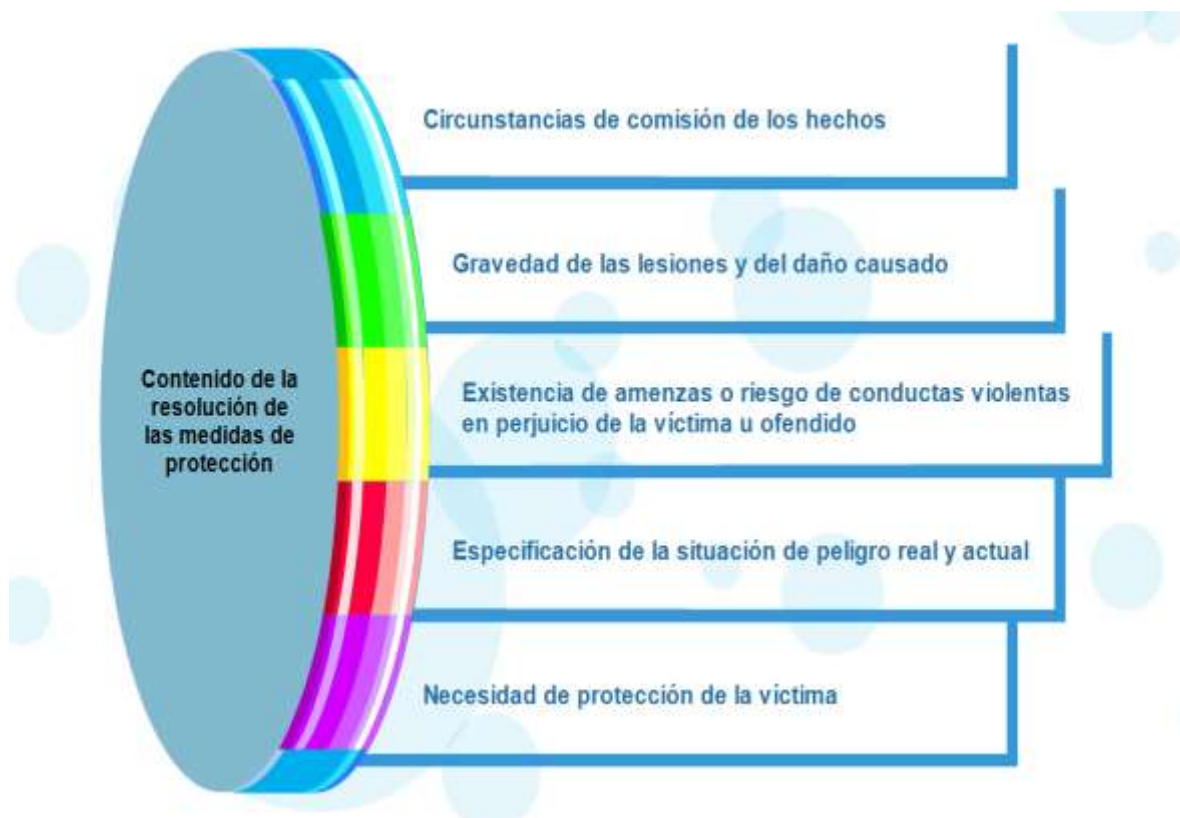 Circunstancias de comisión de los hechos
Gravedad de las lesiones y del daño causado
Contenido de la
resolución de
las medidas de
protección
Existencia de amenzas o riesgo de conductas violentas
en perjuicio de la víctima u ofendido
Especificación de la situación de peligro real y actual
Necesidad de protección de la víctima